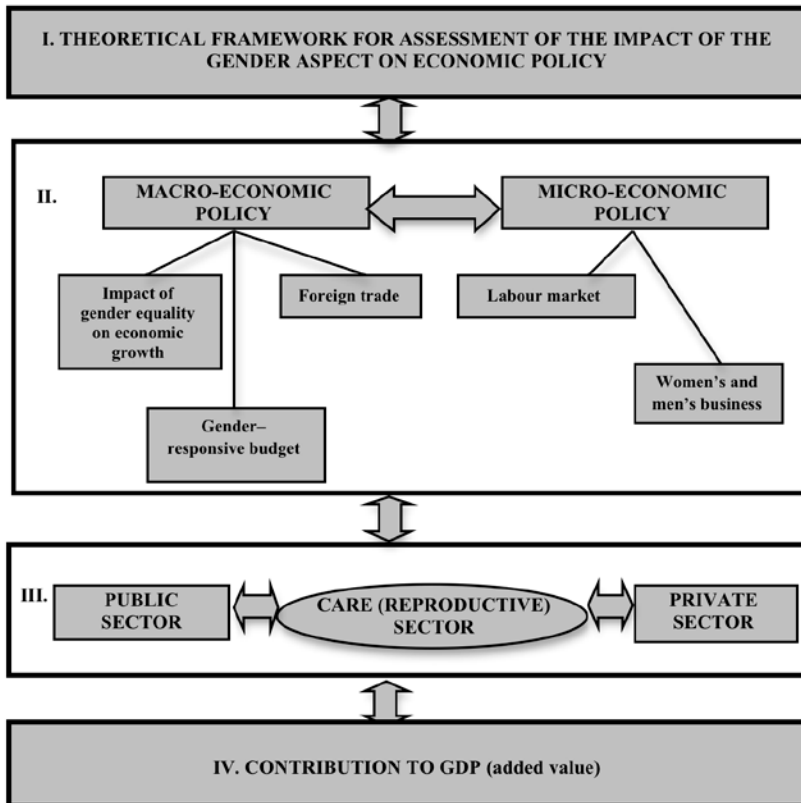 I. THEORETICAL FRAMEWORK FOR ASSESSMENT OF THE IMPACT OF THE
GENDER ASPECT ON ECONOMIC POLICY
II.
MACRO-ECONOMIC
POLICY
MICRO-ECONOMIC
POLICY
Impact of
gender equality
on economic
growth
Foreign trade
Labour market
Women’s and
men’s business
Gender–
responsive budget
III.
PUBLIC
SECTOR
CARE (REPRODUCTIVE)
SECTOR
PRIVATE
SECTOR
IV. CONTRIBUTION TO GDP (added value)